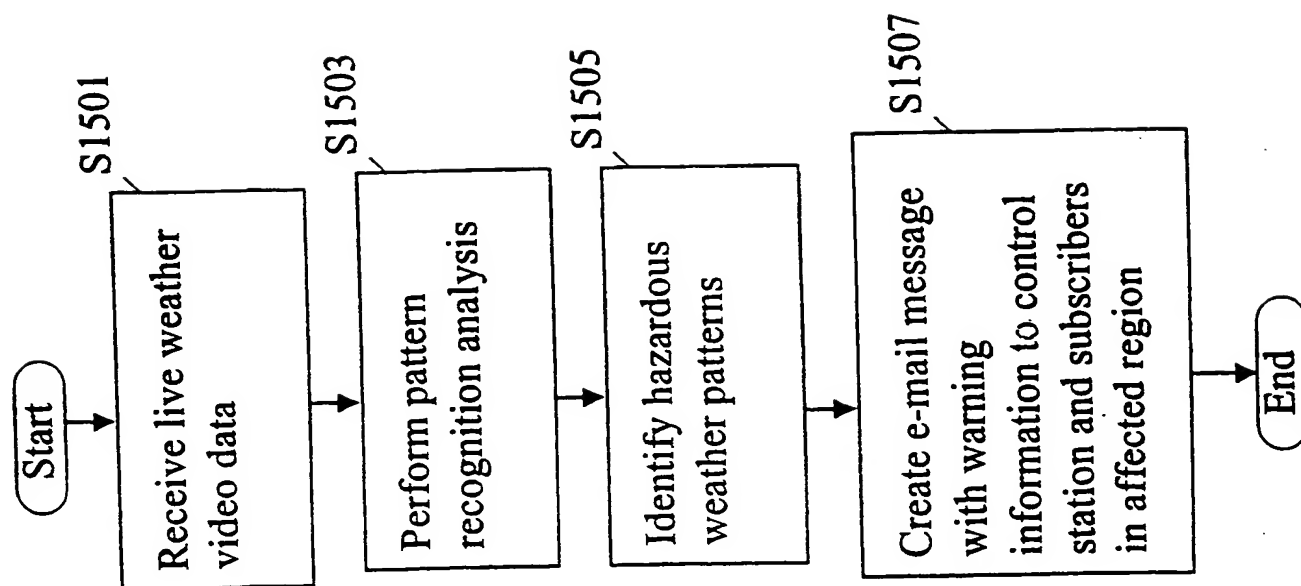 Start
S1501
Receive live weather
video data
S1503
Perform pattern
recognition analysis
S1505
Identify hazardous
weather patterns
S1507
Create e-mail message
with warning
information to control
station and subscribers
in affected region
End